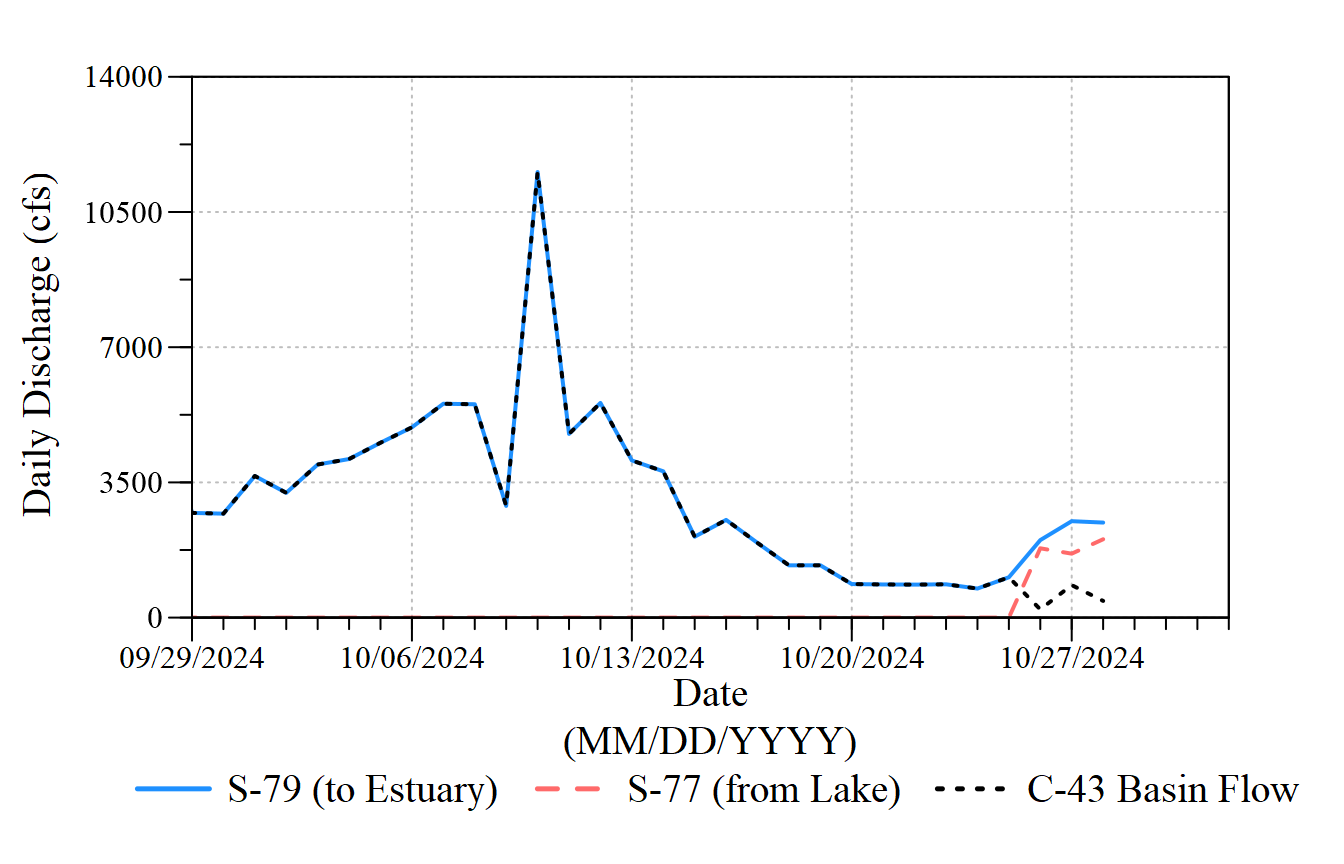 14000
10500
7000
3500
0
Daily Discharge (cfs)
09/29/2024 10/06/2024 10/13/2024 10/20/2024 10/27/2024
Date
(MM/DD/YYYY)
S-79 (to Estuary) S-77 (from Lake) C-43 Basin Flow